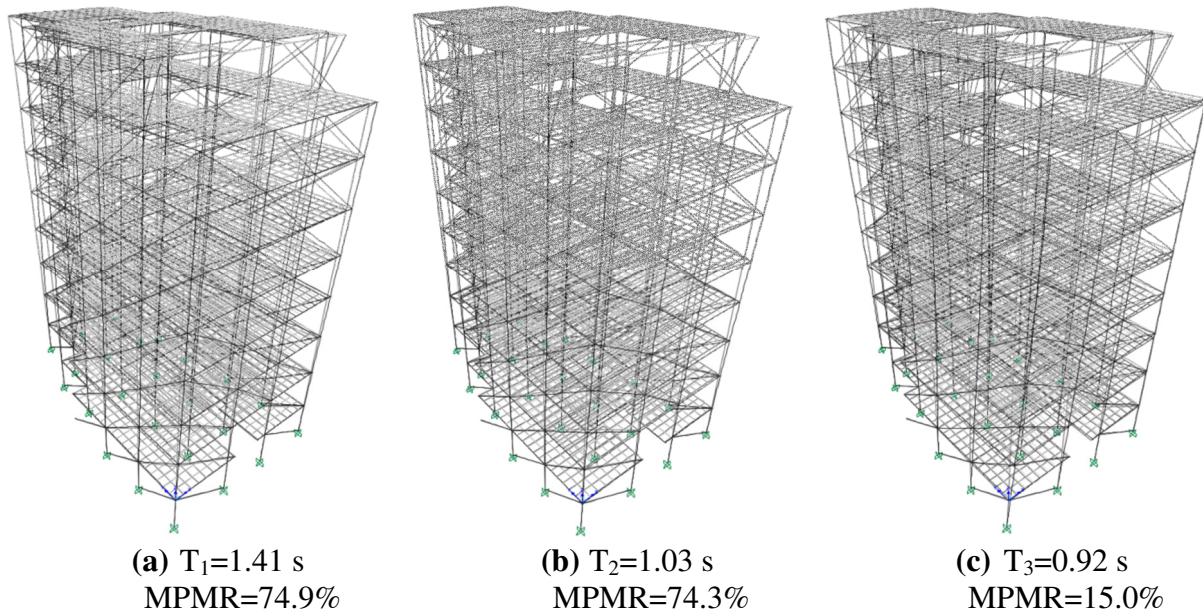 (a) T₁=1.41 s
MPMR=74.9%
(b) T₂=1.03 s
MPMR=74.3%
(c) T₃=0.92 s
MPMR=15.0%